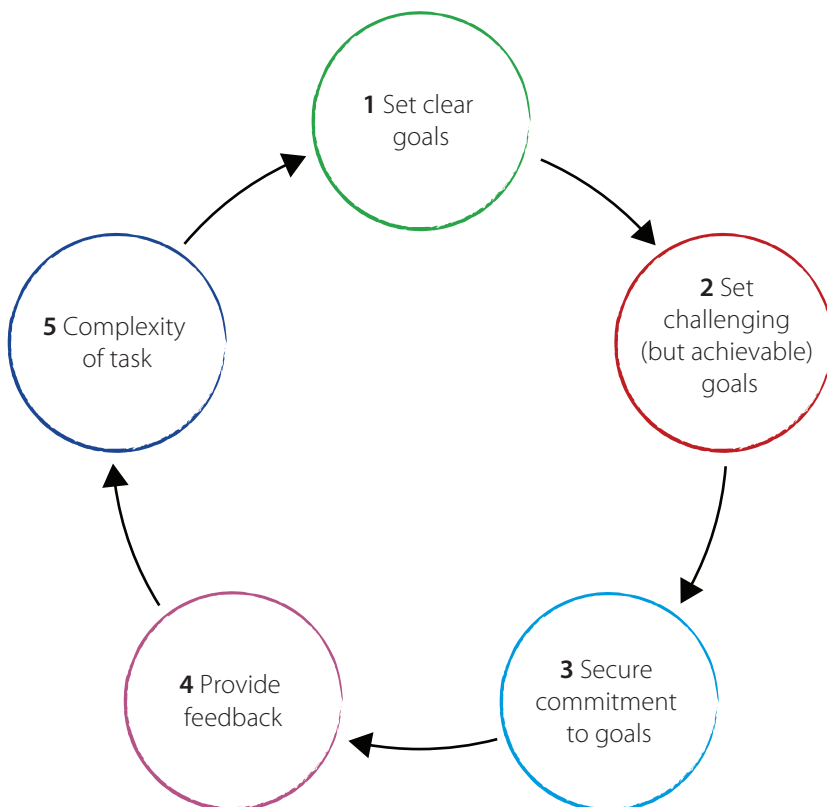 1 Set clear
goals
2 Set
challenging
(but achievable)
goals
3 Secure
commitment
to goals
4 Provide
feedback
5 Complexity
of task